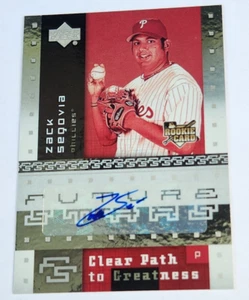 zack
segovia
PHILLIES
ROOKIE
CARD
FUTURE
STARS
Clear Path
to Greatness
P